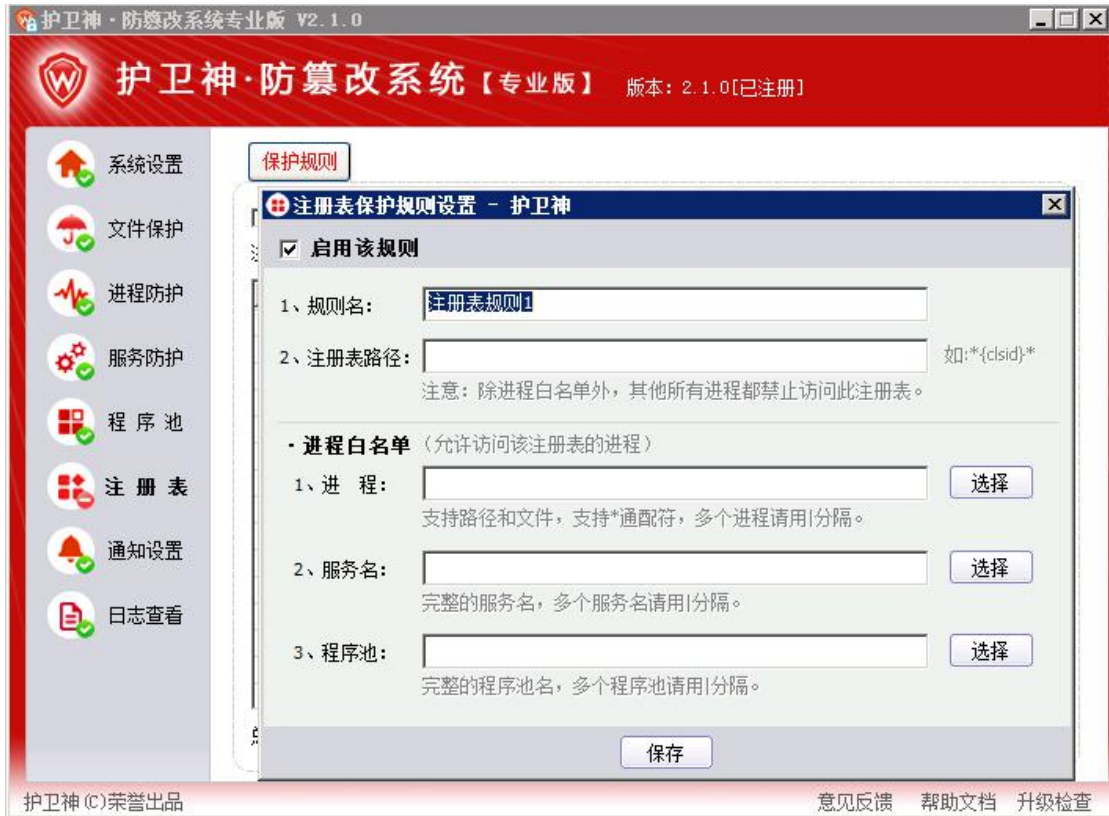 护卫神·防篡改系统专业版 V2.1.0
护卫神·防篡改系统【专业版】 版本: 2.1.0[已注册]
系统设置
文件保护
进程防护
服务防护
程序池
注册表
通知设置
日志查看
保护规则
注册表保护规则设置 - 护卫神
启用该规则
1、规则名: 注册表规则1
2、注册表路径: 如:*{clsid}*
注意: 除进程白名单外，其他所有进程都禁止访问此注册表。
·进程白名单（允许访问该注册表的进程）
1、进 程: 选择
支持路径和文件，支持*通配符，多个进程请用|分隔。
2、服务名: 选择
完整的服务名，多个服务名请用|分隔。
3、程序池: 选择
完整的程序池名，多个程序池请用|分隔。
保存
护卫神(C)荣誉出品
意见反馈 帮助文档 升级检查